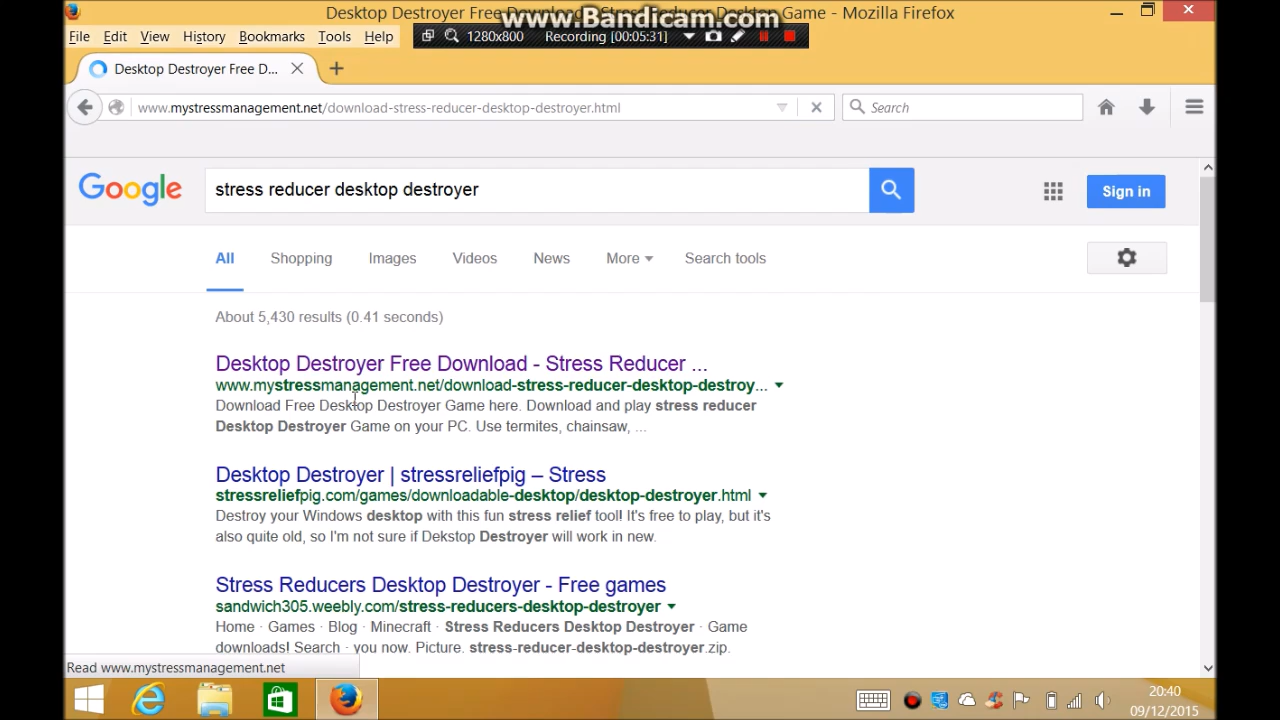 Desktop Destroyer Free Download - Stress Reducer Desktop Game - Mozilla Firefox
www.Bandicam.com
File Edit View History Bookmarks Tools Help
1280x800 Recording [00:05:31]
Desktop Destroyer Free D...
www.mystressmanagement.net/download-stress-reducer-desktop-destroyer.html
Search
Google
stress reducer desktop destroyer
Sign in
All Shopping Images Videos News More Search tools
About 5,430 results (0.41 seconds)
Desktop Destroyer Free Download - Stress Reducer ...
www.mystressmanagement.net/download-stress-reducer-desktop-destroy...
Download Free Desktop Destroyer Game here. Download and play stress reducer
Desktop Destroyer Game on your PC. Use termites, chainsaw, ...
Desktop Destroyer | stressreliefpig – Stress
stressreliefpig.com/games/downloadable-desktop/desktop-destroyer.html
Destroy your Windows desktop with this fun stress relief tool! It's free to play, but it's
also quite old, so I'm not sure if Dekstop Destroyer will work in new.
Stress Reducers Desktop Destroyer - Free games
sandwich305.weebly.com/stress-reducers-desktop-destroyer
Home · Games · Blog · Minecraft · Stress Reducers Desktop Destroyer · Game
downloads! Search · you now. Picture. stress-reducer-desktop-destroyer.zip.
Read www.mystressmanagement.net
20:40
09/12/2015